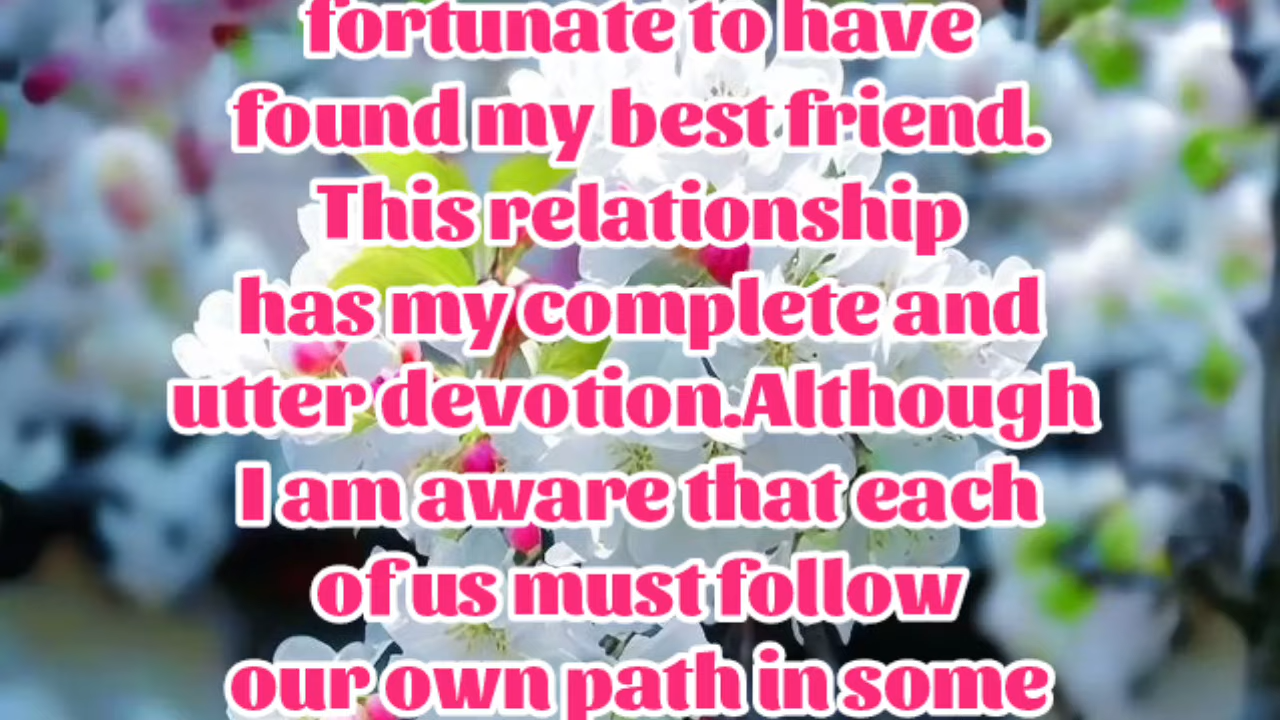 fortunate to have
found my best friend.
This relationship
has my complete and
utter devotion.Although
I am aware that each
of us must follow
our own path in some